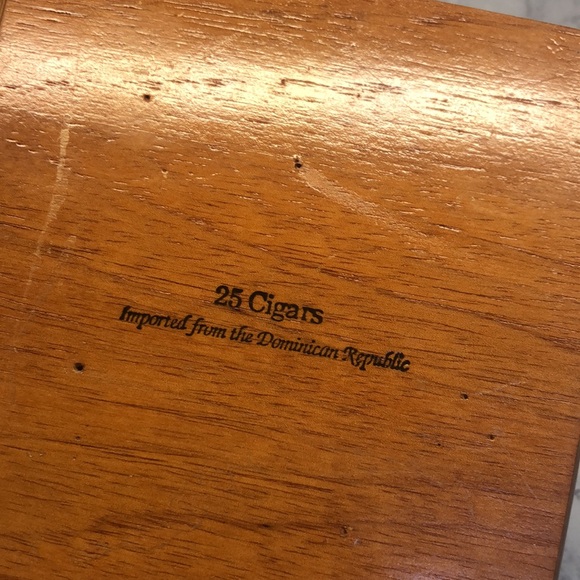 25 Cigars
Imported from the Dominican Republic